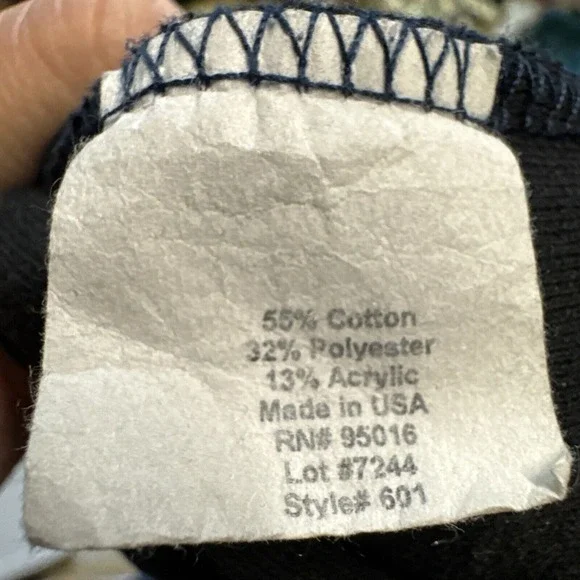 55% Cotton
32% Polyester
13% Acrylic
Made in USA
RN# 95016
Lot #7244
Style# 601